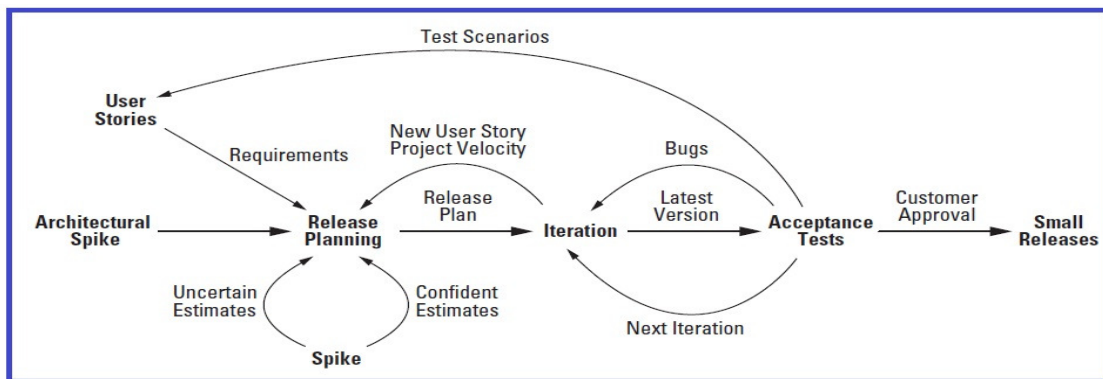 Test Scenarios
User
Stories
Requirements
New User Story
Project Velocity
Bugs
Architectural
Spike
Release
Planning
Release
Plan
Iteration
Latest
Version
Acceptance
Tests
Customer
Approval
Small
Releases
Uncertain
Estimates
Confident
Estimates
Next Iteration
Spike